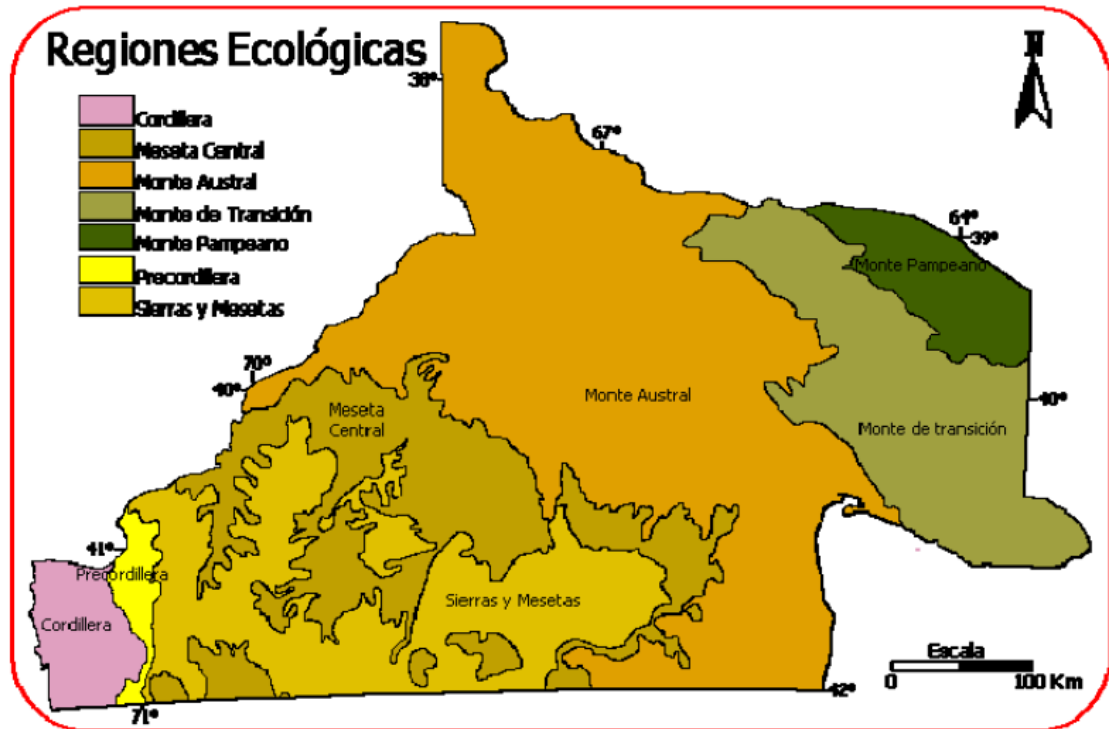 Regiones Ecológicas
N
Cordillera
Meseta Central
Monte Austral
Monte de Transición
Monte Pampeano
Precordillera
Sierras y Mesetas
38°
67°
64°
39°
Monte Pampeano
70°
40°
Monte Austral
40°
Meseta
Central
Monte de transición
41°
Precordillera
Sierras y Mesetas
Cordillera
Escala
0 100 Km
42°
71°